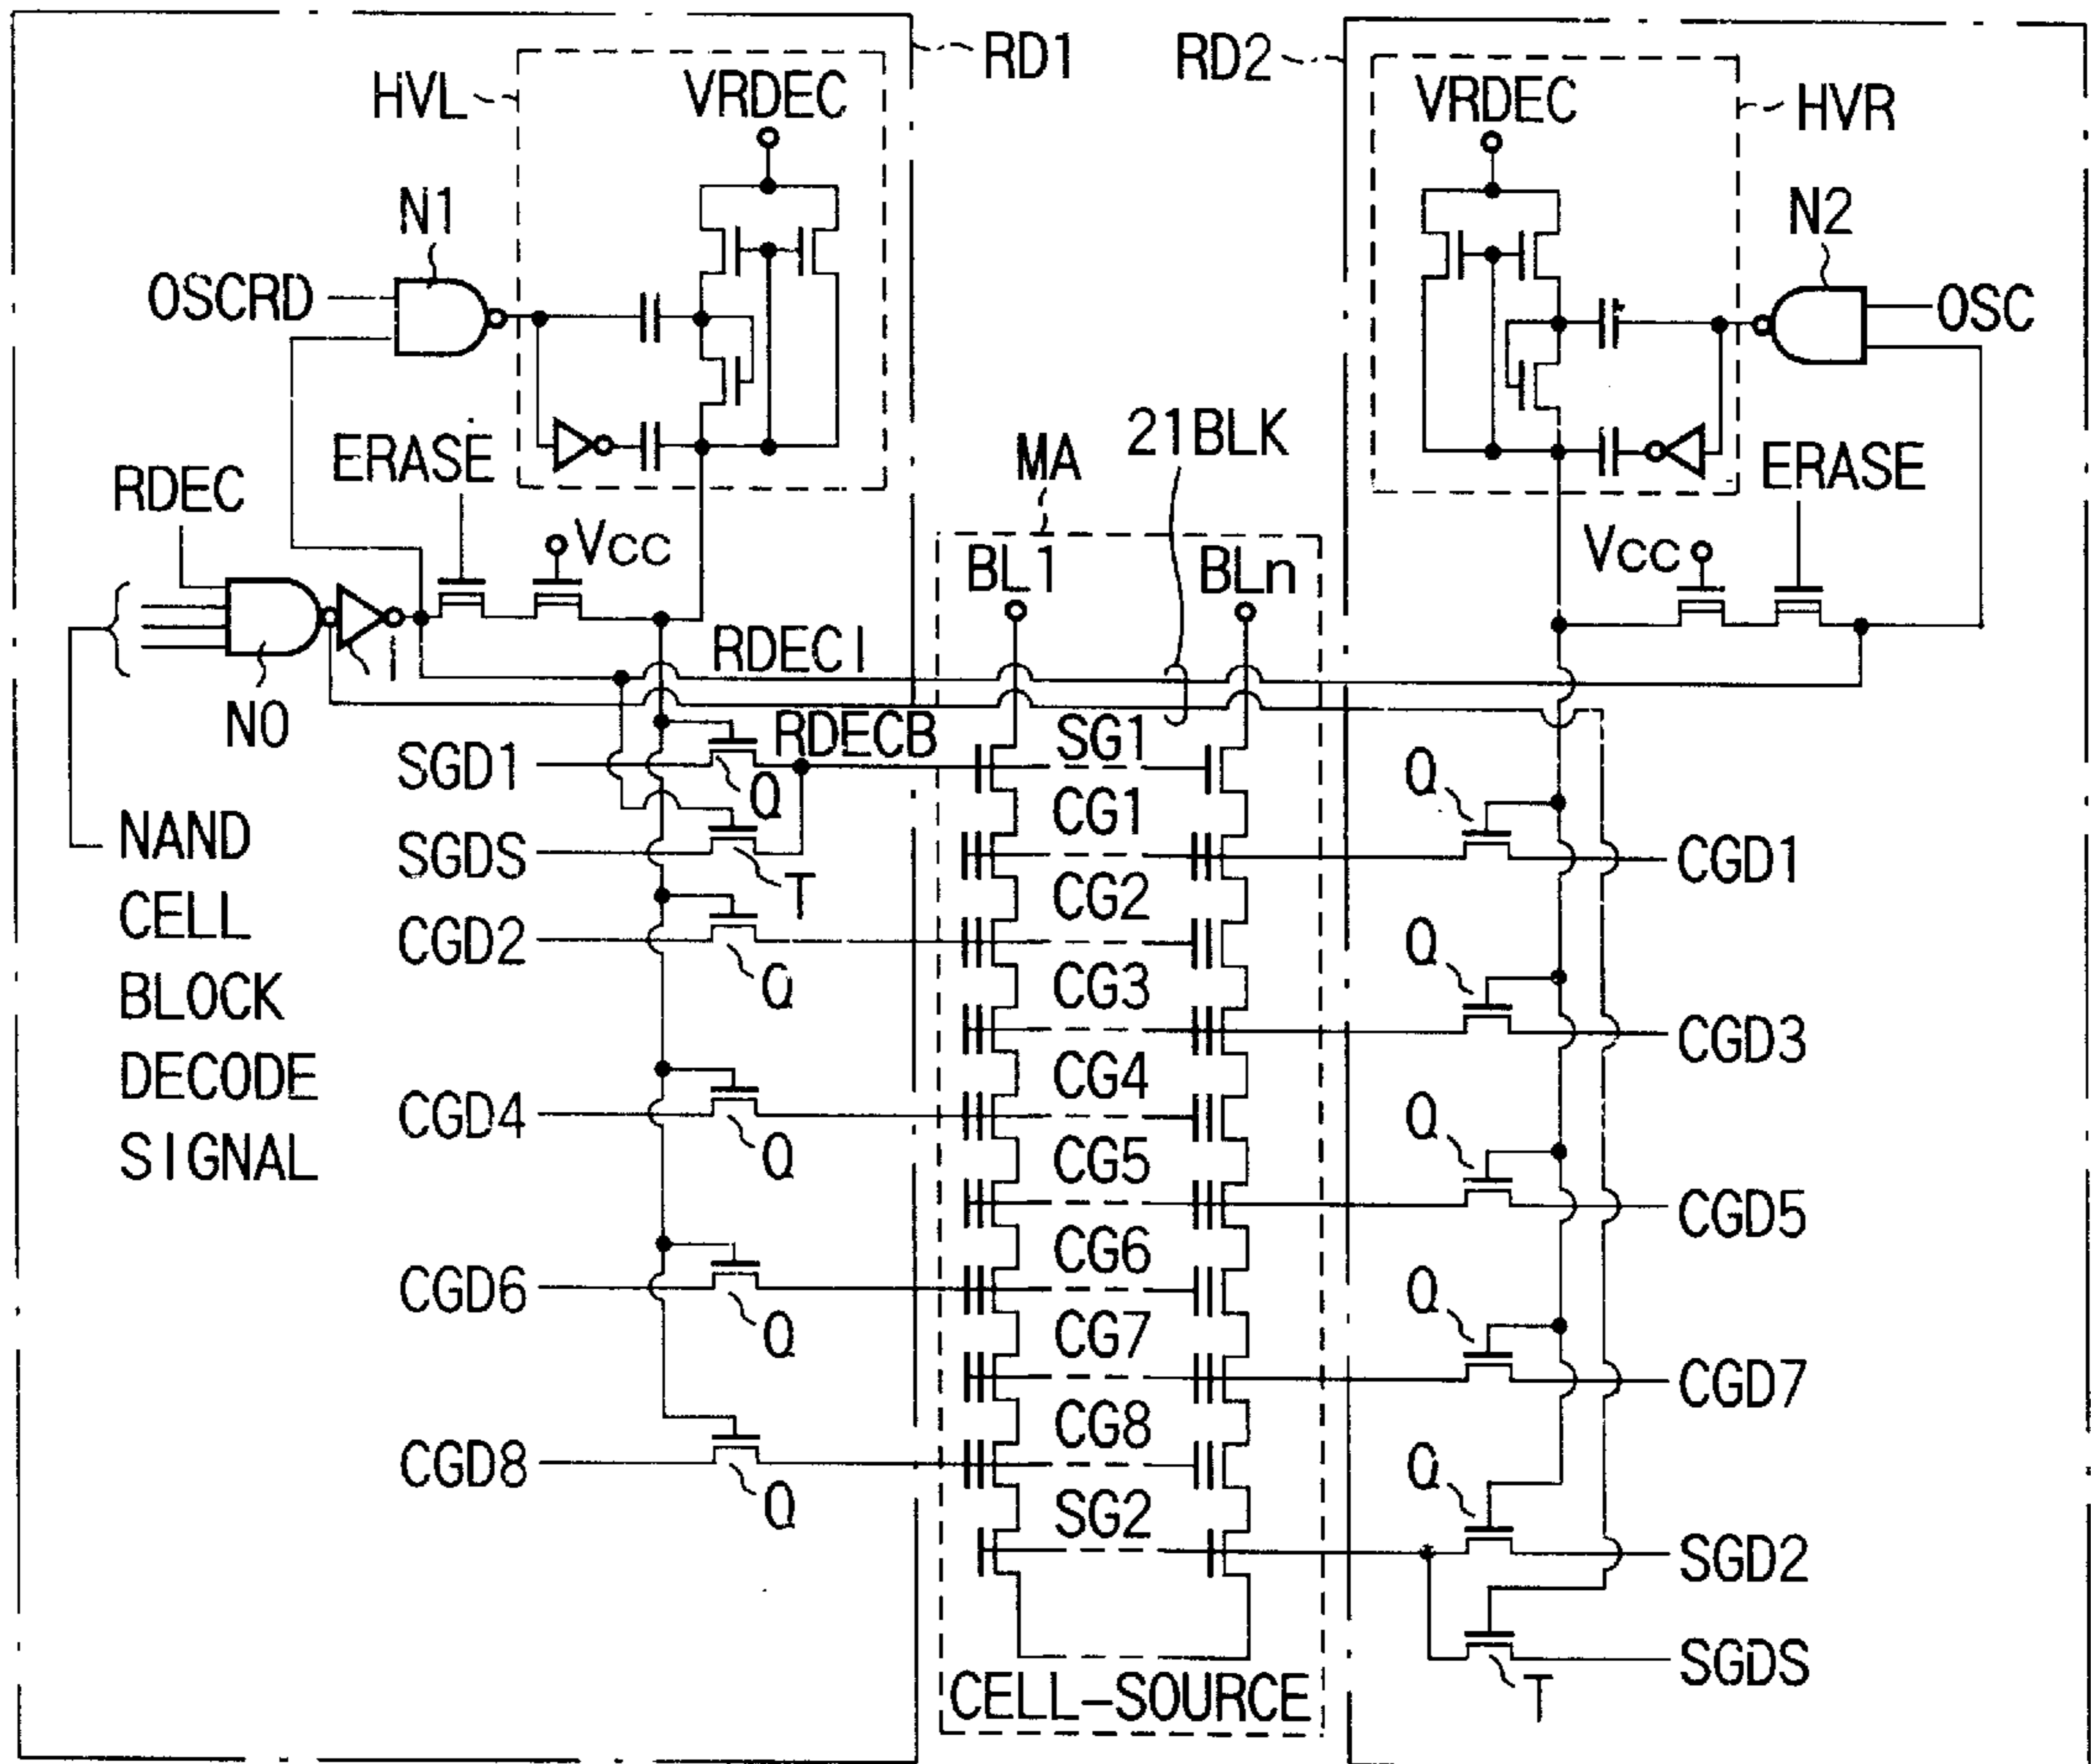 RD1
RD2
HVL
VRDEC
VRDEC
HVR
N1
N2
OSCRD
OSC
21BLK
MA
ERASE
ERASE
RDEC
Vcc
Vcc
BL1
BLn
I
RDECI
N0
RDECB
SGD1
Q
SG1
Q
CG1
SGDS
T
CGD1
CG2
CGD2
Q
Q
CG3
CGD3
CG4
CGD4
Q
Q
CG5
CGD5
CG6
CGD6
Q
Q
CG7
CGD7
CG8
CGD8
Q
Q
SG2
SGD2
SGDS
T
NAND
CELL
BLOCK
DECODE
SIGNAL
CELL-SOURCE